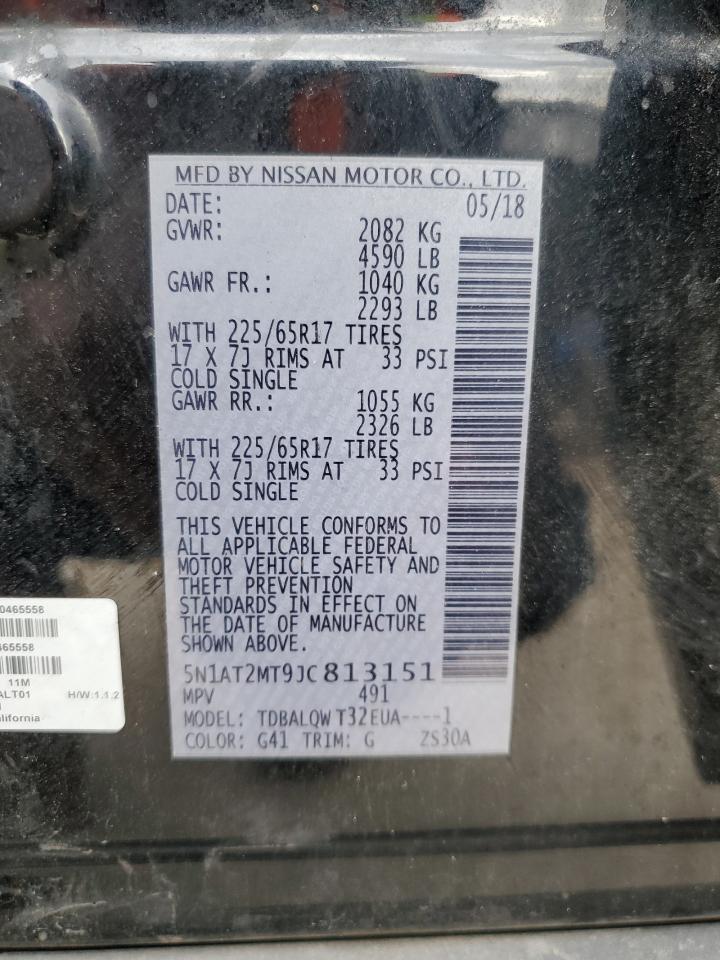 MFD BY NISSAN MOTOR CO., LTD.
DATE: 05/18
GVWR: 2082 KG
4590 LB
GAWR FR.: 1040 KG
2293 LB
WITH 225/65R17 TIRES
17 X 7J RIMS AT 33 PSI
COLD SINGLE
GAWR RR.: 1055 KG
2326 LB
WITH 225/65R17 TIRES
17 X 7J RIMS AT 33 PSI
COLD SINGLE
THIS VEHICLE CONFORMS TO
ALL APPLICABLE FEDERAL
MOTOR VEHICLE SAFETY AND
THEFT PREVENTION
STANDARDS IN EFFECT ON
THE DATE OF MANUFACTURE
SHOWN ABOVE.
5N1AT2MT9JC813151
MPV 491
MODEL: TDBALQW T32EUA----1
COLOR: G41 TRIM: G ZS30A
0465558
465558
11M
ALT01 H/W:1.1.2